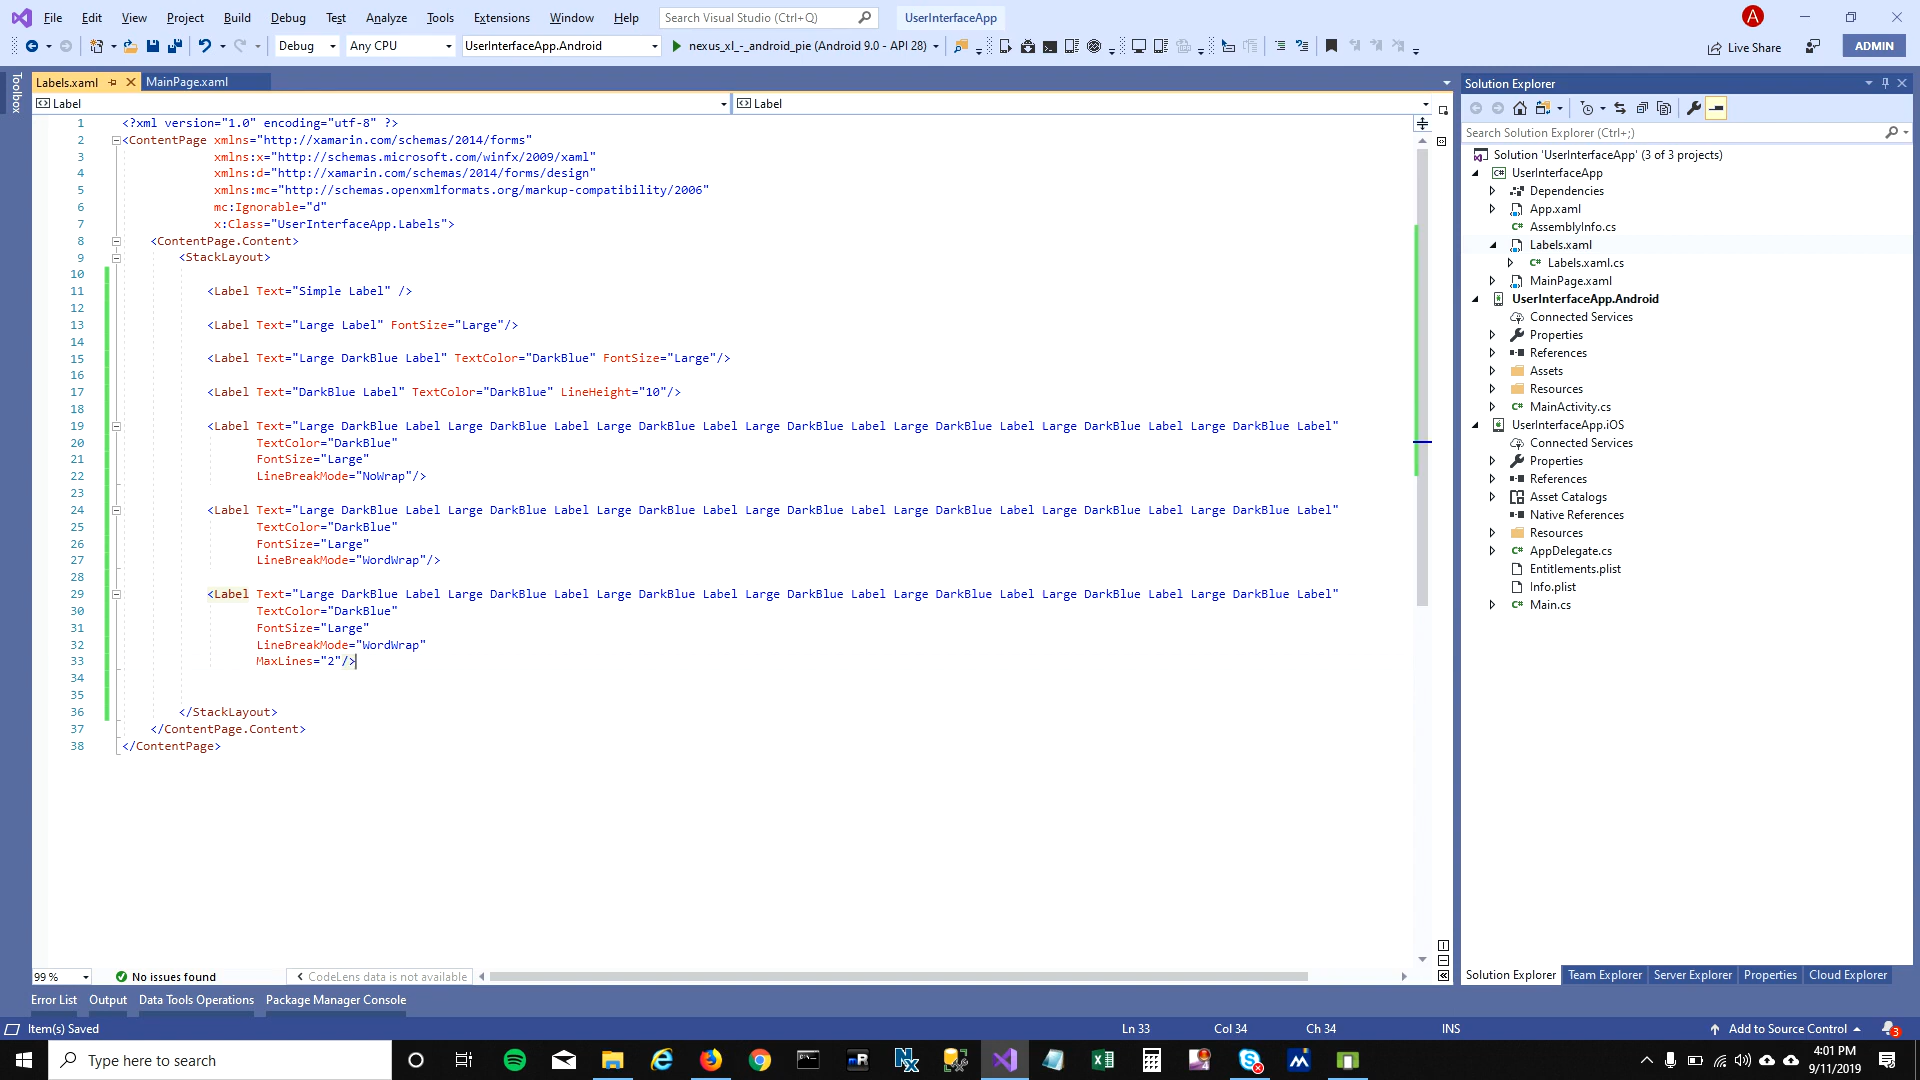 File Edit View Project Build Debug Test Analyze Tools Extensions Window Help Search Visual Studio (Ctrl+Q) UserInterfaceApp A
Debug Any CPU UserInterfaceApp.Android nexus_xl_-_android_pie (Android 9.0 - API 28) Live Share ADMIN
Toolbox
Labels.xaml MainPage.xaml
Label Label
1 <?xml version="1.0" encoding="utf-8" ?>
2 <ContentPage xmlns="http://xamarin.com/schemas/2014/forms"
3 xmlns:x="http://schemas.microsoft.com/winfx/2009/xaml"
4 xmlns:d="http://xamarin.com/schemas/2014/forms/design"
5 xmlns:mc="http://schemas.openxmlformats.org/markup-compatibility/2006"
6 mc:Ignorable="d"
7 x:Class="UserInterfaceApp.Labels">
8 <ContentPage.Content>
9 <StackLayout>
10
11 <Label Text="Simple Label" />
12
13 <Label Text="Large Label" FontSize="Large"/>
14
15 <Label Text="Large DarkBlue Label" TextColor="DarkBlue" FontSize="Large"/>
16
17 <Label Text="DarkBlue Label" TextColor="DarkBlue" LineHeight="10"/>
18
19 <Label Text="Large DarkBlue Label Large DarkBlue Label Large DarkBlue Label Large DarkBlue Label Large DarkBlue Label Large DarkBlue Label Large DarkBlue Label"
20 TextColor="DarkBlue"
21 FontSize="Large"
22 LineBreakMode="NoWrap"/>
23
24 <Label Text="Large DarkBlue Label Large DarkBlue Label Large DarkBlue Label Large DarkBlue Label Large DarkBlue Label Large DarkBlue Label Large DarkBlue Label"
25 TextColor="DarkBlue"
26 FontSize="Large"
27 LineBreakMode="WordWrap"/>
28
29 <Label Text="Large DarkBlue Label Large DarkBlue Label Large DarkBlue Label Large DarkBlue Label Large DarkBlue Label Large DarkBlue Label Large DarkBlue Label"
30 TextColor="DarkBlue"
31 FontSize="Large"
32 LineBreakMode="WordWrap"
33 MaxLines="2"/>
34
35
36 </StackLayout>
37 </ContentPage.Content>
38 </ContentPage>
99 % No issues found CodeLens data is not available
Solution Explorer
Search Solution Explorer (Ctrl+;)
Solution 'UserInterfaceApp' (3 of 3 projects)
C# UserInterfaceApp
Dependencies
App.xaml
C# AssemblyInfo.cs
Labels.xaml
C# Labels.xaml.cs
MainPage.xaml
UserInterfaceApp.Android
Connected Services
Properties
References
Assets
Resources
C# MainActivity.cs
UserInterfaceApp.iOS
Connected Services
Properties
References
Asset Catalogs
Native References
Resources
C# AppDelegate.cs
Entitlements.plist
Info.plist
C# Main.cs
Solution Explorer Team Explorer Server Explorer Properties Cloud Explorer
Error List Output Data Tools Operations Package Manager Console
Item(s) Saved Ln 33 Col 34 Ch 34 INS Add to Source Control 3
Type here to search
4:01 PM
9/11/2019